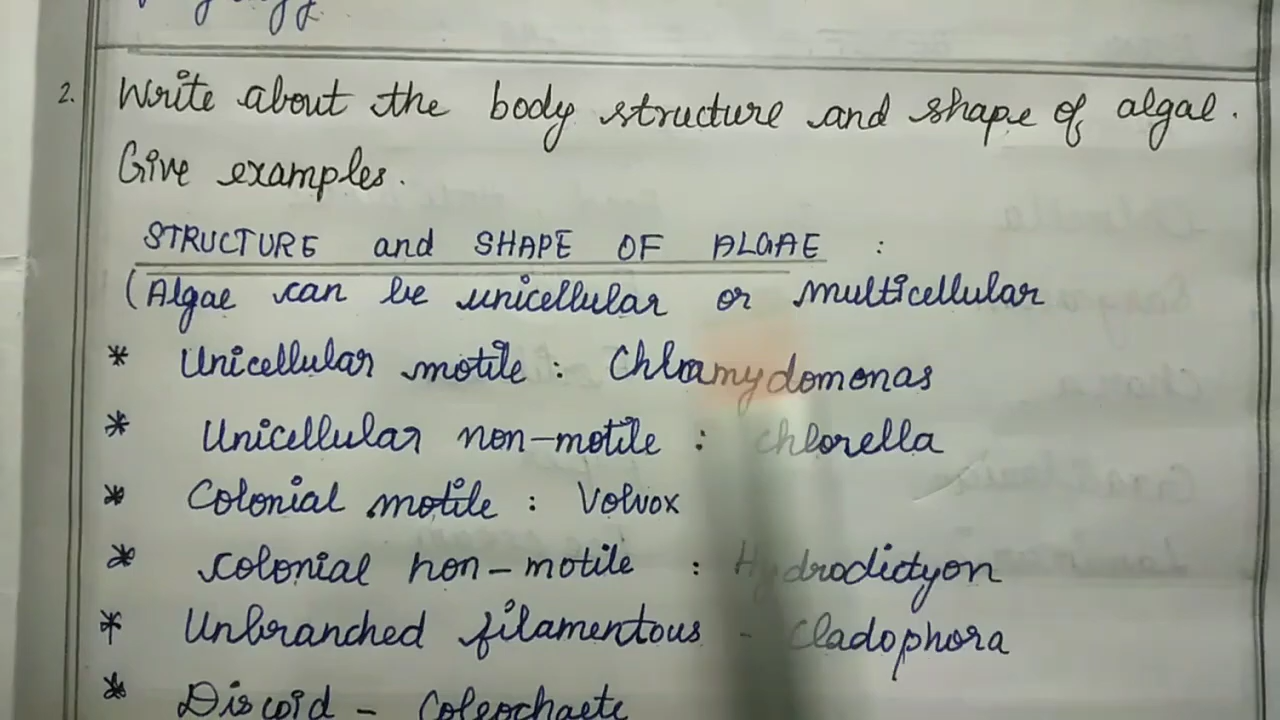 2. Write about the body structure and shape of algal.
Give examples.
STRUCTURE and SHAPE OF ALGAE :
(Algae can be unicellular or multicellular
* Unicellular motile : Chlamydomonas
* Unicellular non-motile : chlorella
* Colonial motile : Volvox
* Colonial non-motile : Hydrodictyon
* Unbranched filamentous - Cladophora
* Discoid - Coleochaete